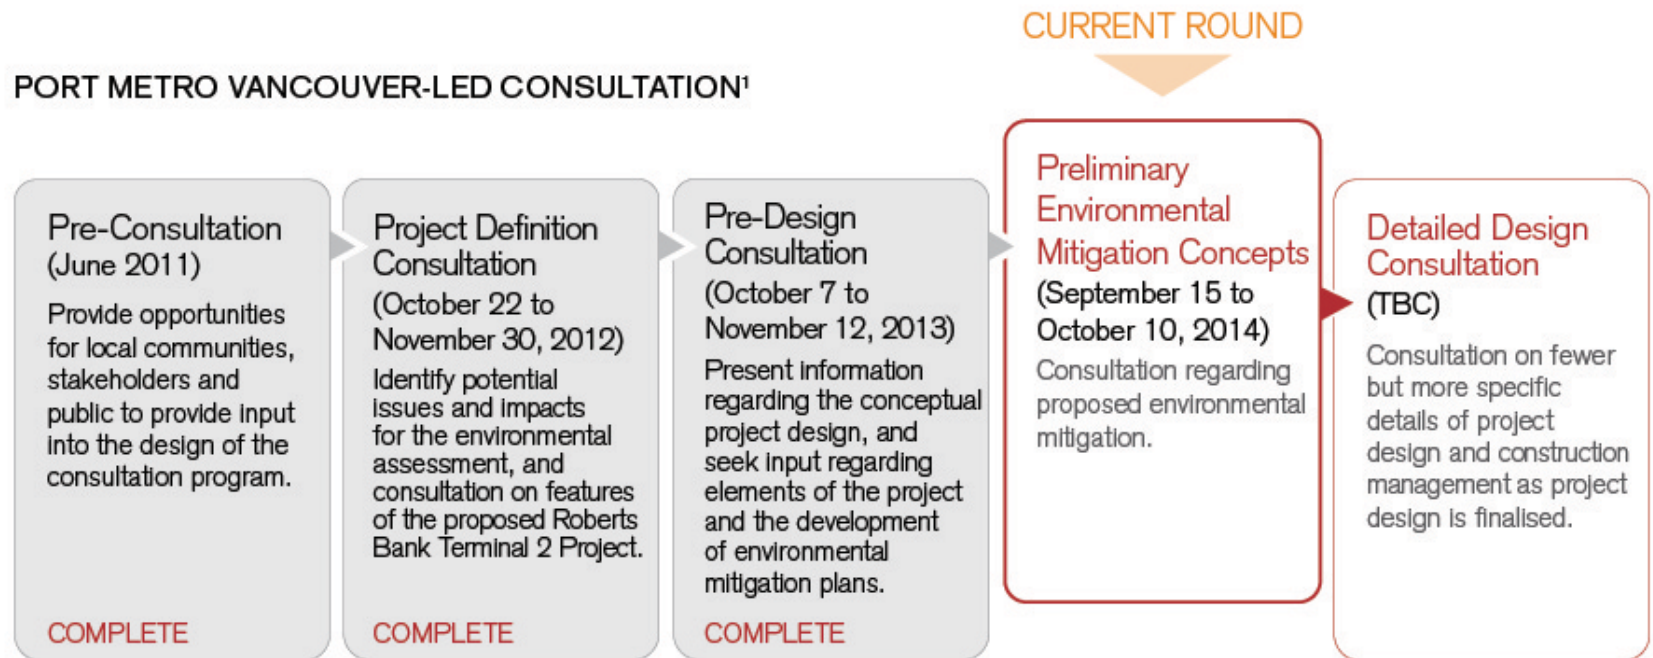 CURRENT ROUND
PORT METRO VANCOUVER-LED CONSULTATION¹
Pre-Consultation
(June 2011)
Provide opportunities
for local communities,
stakeholders and
public to provide input
into the design of the
consultation program.
COMPLETE
Project Definition
Consultation
(October 22 to
November 30, 2012)
Identify potential
issues and impacts
for the environmental
assessment, and
consultation on features
of the proposed Roberts
Bank Terminal 2 Project.
COMPLETE
Pre-Design
Consultation
(October 7 to
November 12, 2013)
Present information
regarding the conceptual
project design, and
seek input regarding
elements of the project
and the development
of environmental
mitigation plans.
COMPLETE
Preliminary
Environmental
Mitigation Concepts
(September 15 to
October 10, 2014)
Consultation regarding
proposed environmental
mitigation.
Detailed Design
Consultation
(TBC)
Consultation on fewer
but more specific
details of project
design and construction
management as project
design is finalised.